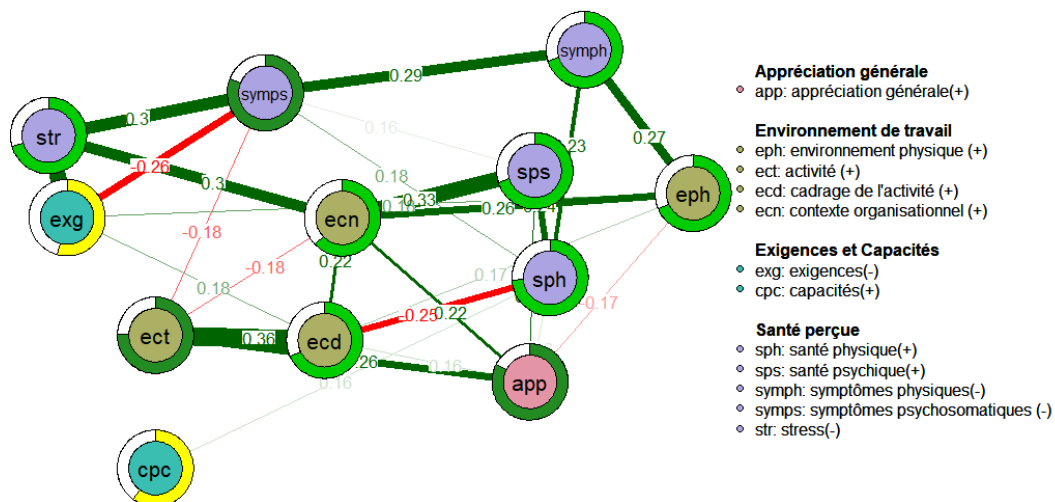 symph
0.29
symps
0.3
str
0.16
0.23
0.27
-0.26
sps
0.3
0.18
-0.33
eph
exg
ecn
0.26
-0.18
-0.18
0.22
sph
0.18
0.17
-0.17
-0.25
0.22
ect
0.36
ecd
0.16
0.26
app
0.16
cpc
Appréciation générale
app: appréciation générale(+)
Environnement de travail
eph: environnement physique (+)
ect: activité (+)
ecd: cadrage de l'activité (+)
ecn: contexte organisationnel (+)
Exigences et Capacités
exg: exigences(-)
cpc: capacités(+)
Santé perçue
sph: santé physique(+)
sps: santé psychique(+)
symph: symptômes physiques(-)
symps: symptômes psychosomatiques (-)
str: stress(-)